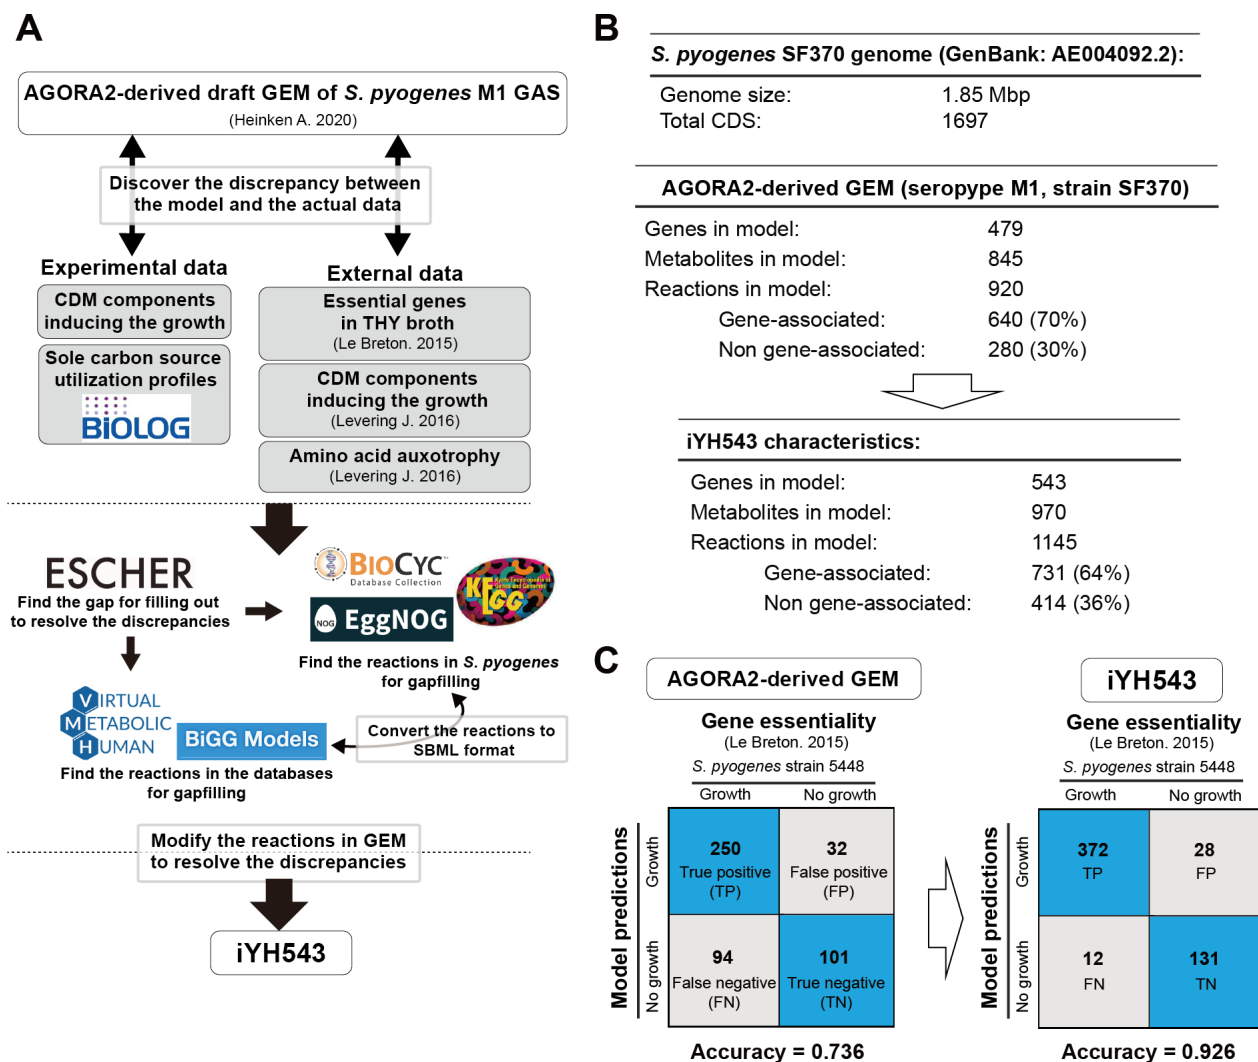 A
AGORA2-derived draft GEM of S. pyogenes M1 GAS
(Heinken A. 2020)
Discover the discrepancy between
the model and the actual data
Experimental data
CDM components
inducing the growth
Sole carbon source
utilization profiles
BiOLOG
External data
Essential genes
in THY broth
(Le Breton. 2015)
CDM components
inducing the growth
(Levering J. 2016)
Amino acid auxotrophy
(Levering J. 2016)
ESCHER
Find the gap for filling out
to resolve the discrepancies
BIOCYC
Database Collection
KEGG
Kyoto Encyclopedia of
Genes and Genomes
NOG
EggNOG
Find the reactions in S. pyogenes
for gapfilling
VIRTUAL
METABOLIC
HUMAN
BiGG Models
Convert the reactions to
SBML format
Find the reactions in the databases
for gapfilling
Modify the reactions in GEM
to resolve the discrepancies
iYH543
B
S. pyogenes SF370 genome (GenBank: AE004092.2):
Genome size: 1.85 Mbp
Total CDS: 1697
AGORA2-derived GEM (seropype M1, strain SF370)
Genes in model: 479
Metabolites in model: 845
Reactions in model: 920
Gene-associated: 640 (70%)
Non gene-associated: 280 (30%)
iYH543 characteristics:
Genes in model: 543
Metabolites in model: 970
Reactions in model: 1145
Gene-associated: 731 (64%)
Non gene-associated: 414 (36%)
C
AGORA2-derived GEM
Gene essentiality
(Le Breton. 2015)
S. pyogenes strain 5448
Growth No growth
Model predictions
Growth
No growth
250
True positive
(TP)
32
False positive
(FP)
94
False negative
(FN)
101
True negative
(TN)
Accuracy = 0.736
iYH543
Gene essentiality
(Le Breton. 2015)
S. pyogenes strain 5448
Growth No growth
Model predictions
Growth
No growth
372
TP
28
FP
12
FN
131
TN
Accuracy = 0.926